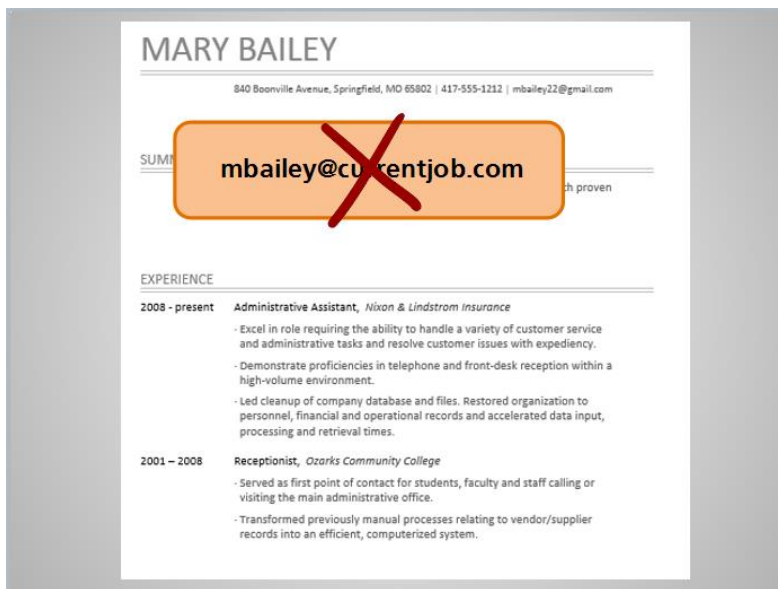 MARY BAILEY
840 Boonville Avenue, Springfield, MO 65802 | 417-555-1212 | mbailey22@gmail.com
mbailey@currentjob.com
SUMM
ch proven
EXPERIENCE
2008 - present Administrative Assistant, Nixon & Lindstrom Insurance
· Excel in role requiring the ability to handle a variety of customer service
and administrative tasks and resolve customer issues with expediency.
· Demonstrate proficiencies in telephone and front-desk reception within a
high-volume environment.
· Led cleanup of company database and files. Restored organization to
personnel, financial and operational records and accelerated data input,
processing and retrieval times.
2001 – 2008 Receptionist, Ozarks Community College
· Served as first point of contact for students, faculty and staff calling or
visiting the main administrative office.
· Transformed previously manual processes relating to vendor/supplier
records into an efficient, computerized system.